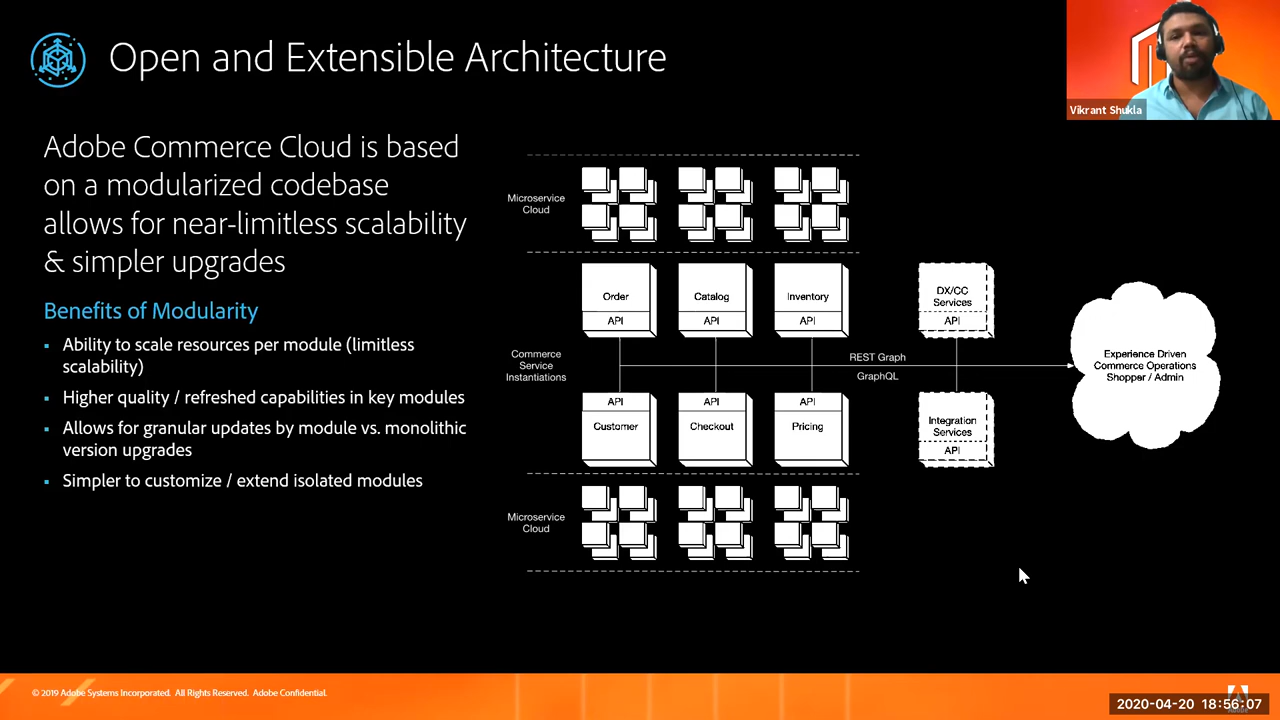 Open and Extensible Architecture
Vikrant Shukla
Adobe Commerce Cloud is based
on a modularized codebase
allows for near-limitless scalability
& simpler upgrades
Benefits of Modularity
Ability to scale resources per module (limitless
scalability)
Higher quality / refreshed capabilities in key modules
Allows for granular updates by module vs. monolithic
version upgrades
Simpler to customize / extend isolated modules
Microservice
Cloud
Order
API
Catalog
API
Inventory
API
DX/CC
Services
API
Commerce
Service
Instantiations
REST Graph
GraphQL
Experience Driven
Commerce Operations
Shopper / Admin
API
Customer
API
Checkout
API
Pricing
Integration
Services
API
Microservice
Cloud
© 2019 Adobe Systems Incorporated. All Rights Reserved. Adobe Confidential.
2020-04-20 18:56:07